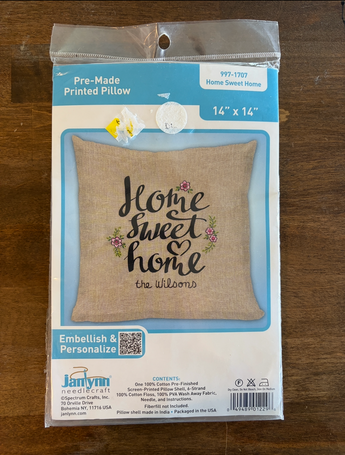 Pre-Made
Printed Pillow
997-1707
Home Sweet Home
14" x 14"
Home
sweet
home
the Wilsons
Embellish &
Personalize
Janlynn
needlecraft
©Spectrum Crafts, Inc.
70 Orville Drive
Bohemia NY, 11716 USA
janlynn.com
CONTENTS:
One 100% Cotton Pre-Finished
Screen-Printed Pillow Shell, 6-Strand
100% Cotton Floss, 100% PVA Wash Away Fabric,
Needle, and Instructions.
Fiberfill not included.
Pillow shell made in India • Packaged in the USA